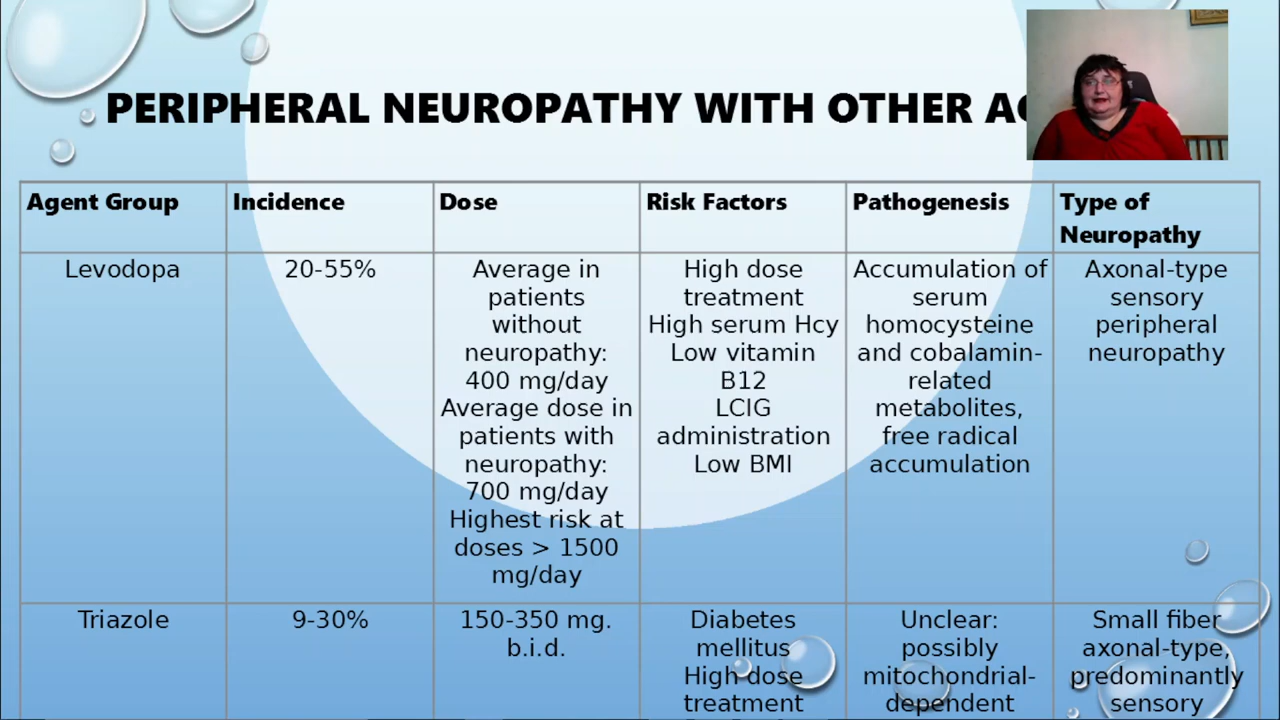 PERIPHERAL NEUROPATHY WITH OTHER
Agent Group
Incidence
Dose
Risk Factors
Pathogenesis
Type of
Neuropathy
Levodopa
20-55%
Average in
patients
without
neuropathy:
400 mg/day
Average dose in
patients with
neuropathy:
700 mg/day
Highest risk at
doses > 1500
mg/day
High dose
treatment
High serum Hcy
Low vitamin
B12
LCIG
administration
Low BMI
Accumulation of
serum
homocysteine
and cobalamin-
related
metabolites,
free radical
accumulation
Axonal-type
sensory
peripheral
neuropathy
Triazole
9-30%
150-350 mg.
b.i.d.
Diabetes
mellitus
High dose
treatment
Unclear:
possibly
mitochondrial-
dependent
Small fiber
axonal-type,
predominantly
sensory